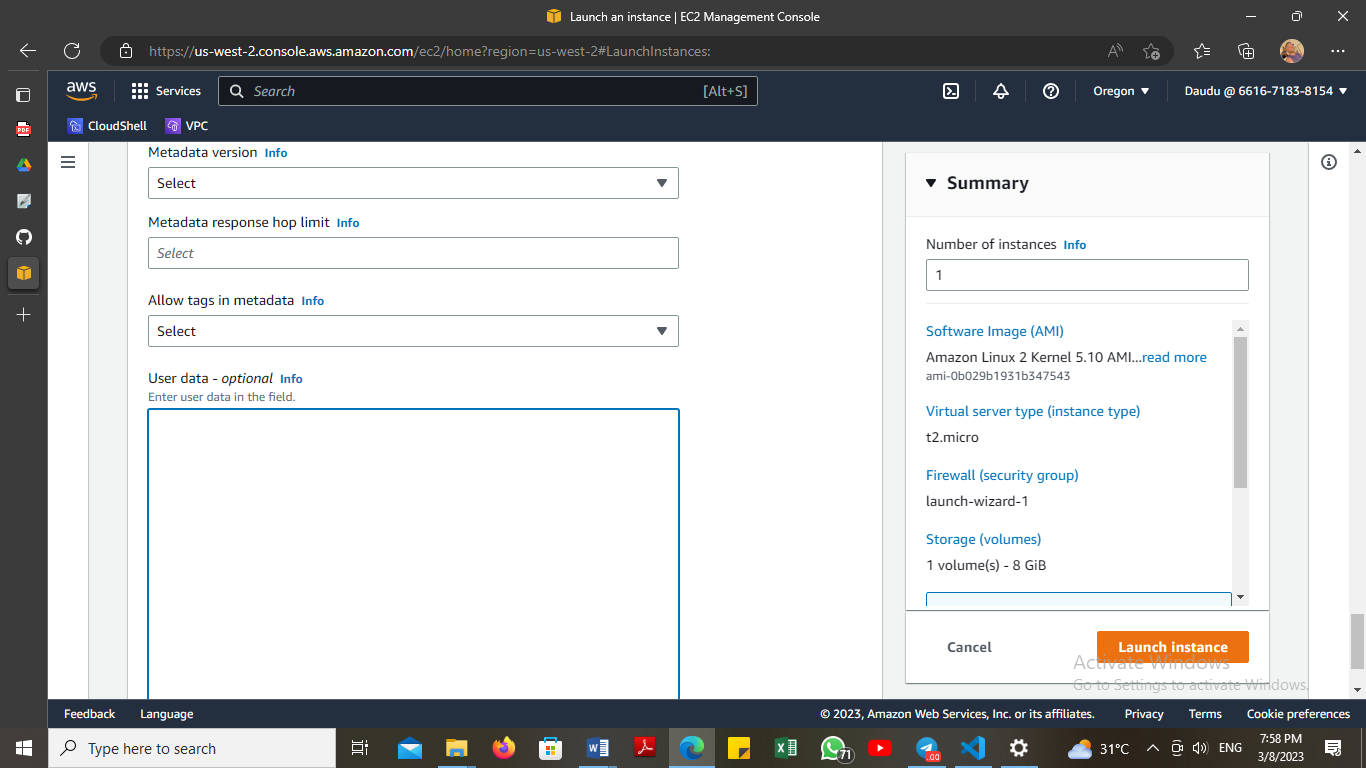 Launch an instance | EC2 Management Console
https://us-west-2.console.aws.amazon.com/ec2/home?region=us-west-2#LaunchInstances:
aws
Services
Search
[Alt+S]
Oregon
Daudu @ 6616-7183-8154
CloudShell
VPC
Metadata version Info
Select
Metadata response hop limit Info
Select
Allow tags in metadata Info
Select
User data - optional Info
Enter user data in the field.
Summary
Number of instances Info
1
Software Image (AMI)
Amazon Linux 2 Kernel 5.10 AMI...read more
ami-0b029b1931b347543
Virtual server type (instance type)
t2.micro
Firewall (security group)
launch-wizard-1
Storage (volumes)
1 volume(s) - 8 GiB
Cancel
Launch instance
Activate Windows
Go to Settings to activate Windows.
Feedback
Language
© 2023, Amazon Web Services, Inc. or its affiliates.
Privacy
Terms
Cookie preferences
Type here to search
71
.00
31°C
ENG
7:58 PM
3/8/2023